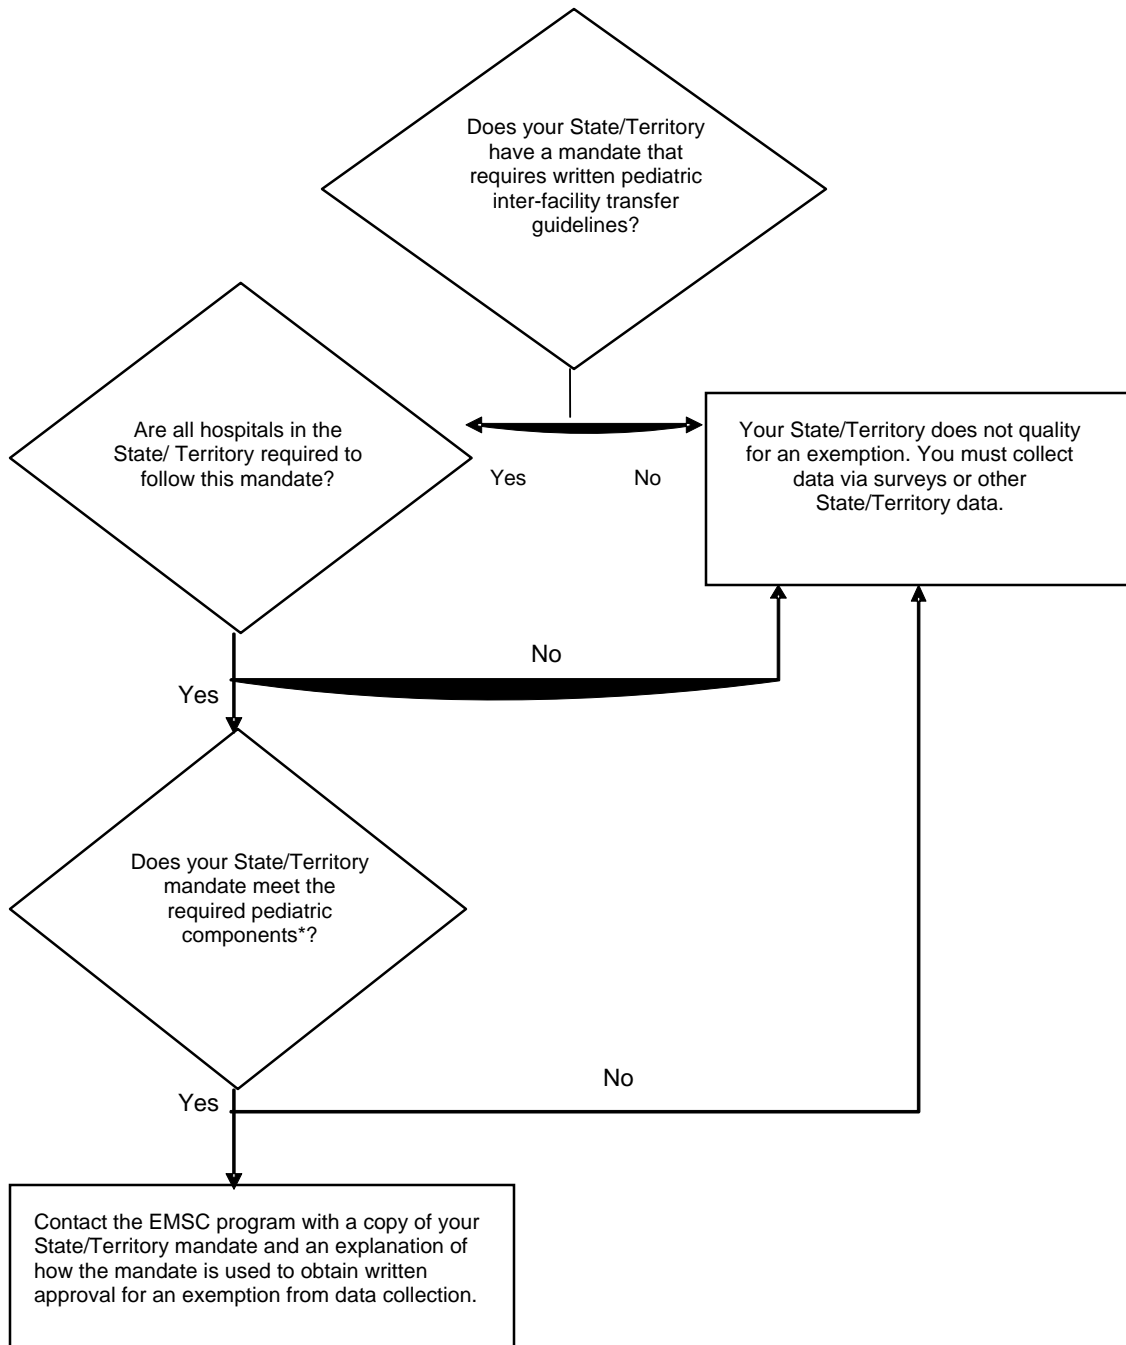 Does your State/Territory
have a mandate that
requires written pediatric
inter-facility transfer
guidelines?
Are all hospitals in the
State/ Territory required to
follow this mandate?
Yes
No
Your State/Territory does not quality
for an exemption. You must collect
data via surveys or other
State/Territory data.
No
Yes
Does your State/Territory
mandate meet the
required pediatric
components*?
No
Yes
Contact the EMSC program with a copy of your
State/Territory mandate and an explanation of
how the mandate is used to obtain written
approval for an exemption from data collection.